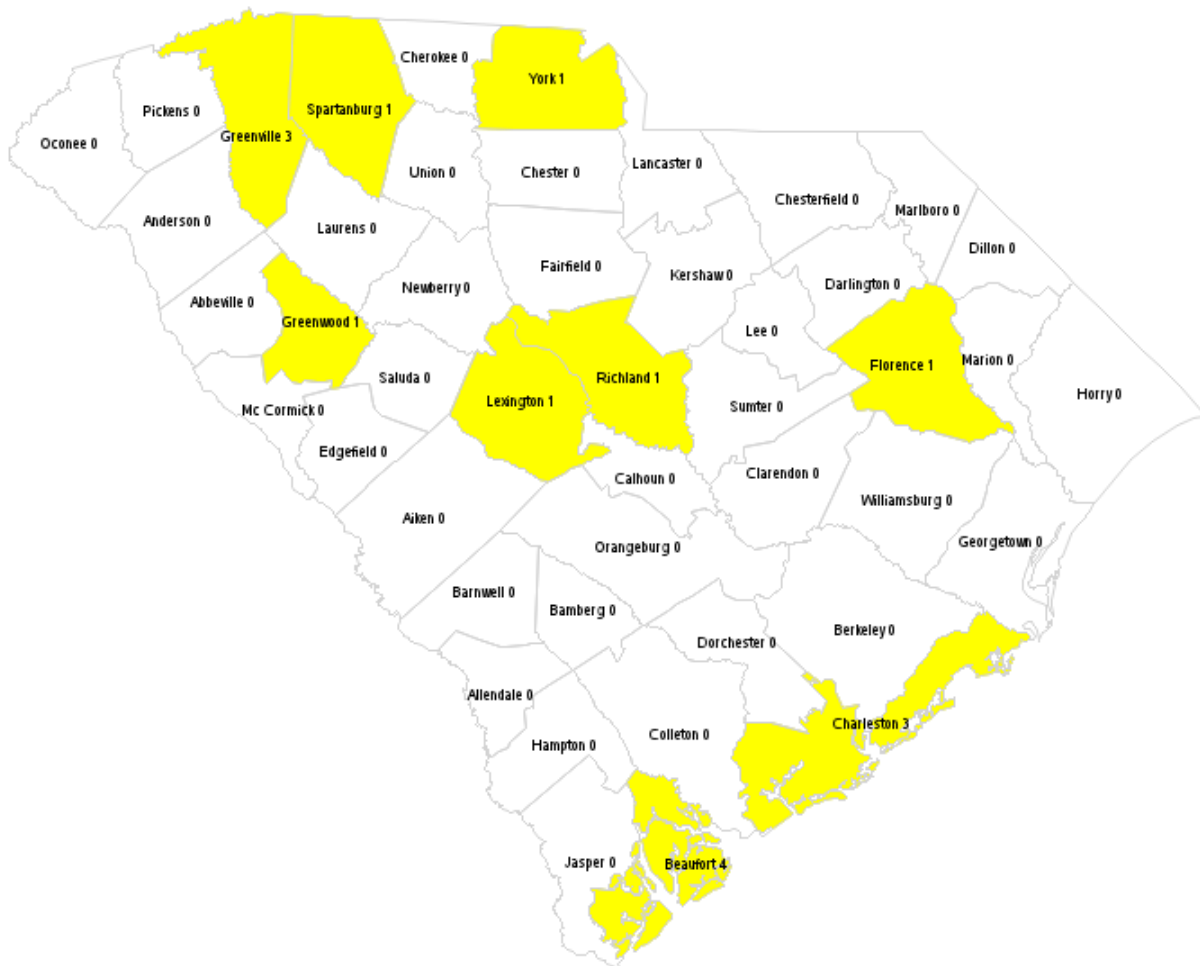 Cherokee 0
York 1
Pickens 0
Spartanburg 1
Greenville 3
Oconee 0
Union 0
Chester 0
Lancaster 0
Chesterfield 0
Marlboro 0
Anderson 0
Laurens 0
Dillon 0
Fairfield 0
Kershaw 0
Newberry 0
Darlington 0
Abbeville 0
Greenwood 1
Lee 0
Marion 0
Florence 1
Saluda 0
Richland 1
Horry 0
Lexington 1
Sumter 0
Mc Cormick 0
Edgefield 0
Calhoun 0
Clarendon 0
Williamsburg 0
Aiken 0
Georgetown 0
Orangeburg 0
Barnwell 0
Bamberg 0
Berkeley 0
Dorchester 0
Allendale 0
Charleston 3
Colleton 0
Hampton 0
Jasper 0
Beaufort 4